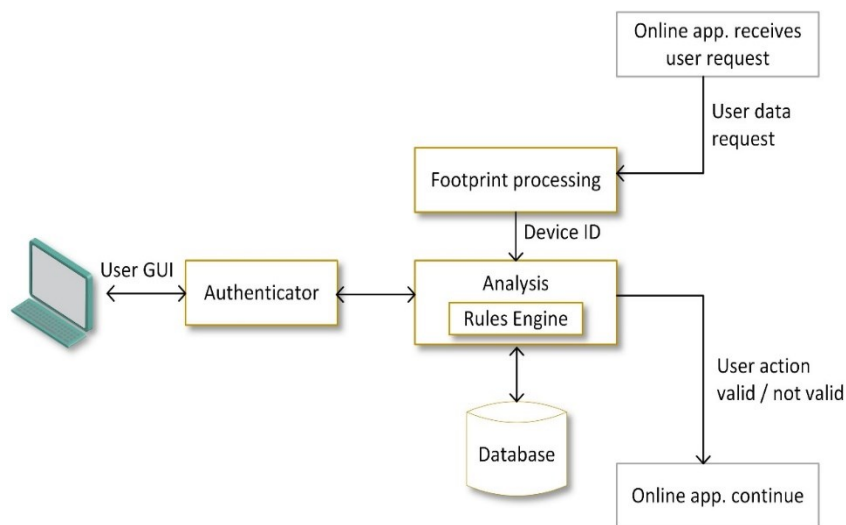 Online app. receives
user request
User data
request
Footprint processing
Device ID
User GUI
Authenticator
Analysis
Rules Engine
User action
valid / not valid
Database
Online app. continue